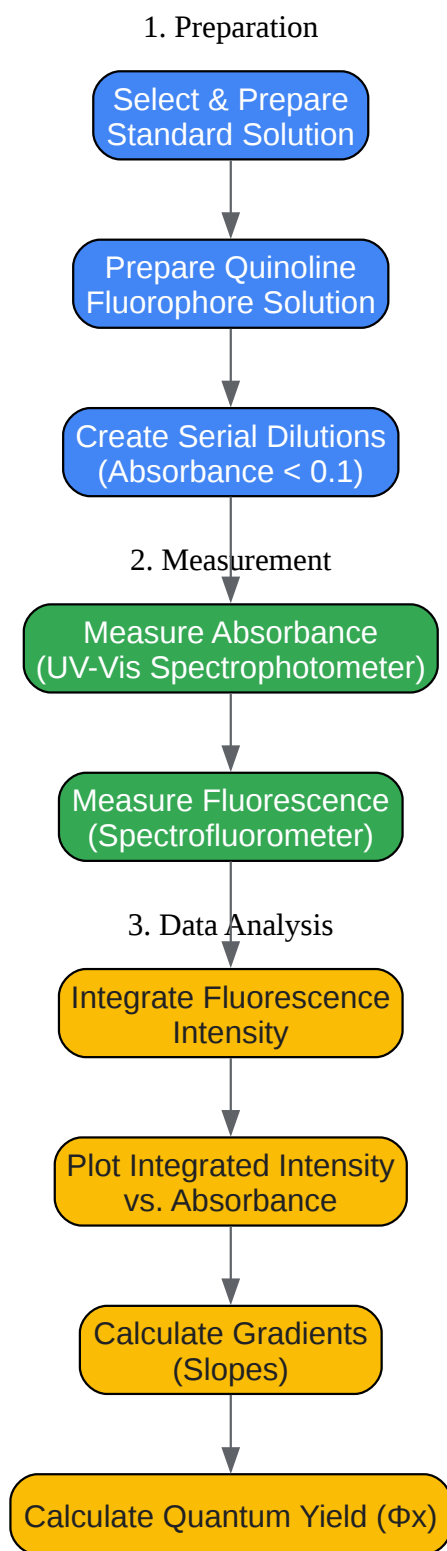 1. Preparation
Select & Prepare
Standard Solution
Prepare Quinoline
Fluorophore Solution
Create Serial Dilutions
(Absorbance < 0.1)
2. Measurement
Measure Absorbance
(UV-Vis Spectrophotometer)
Measure Fluorescence
(Spectrofluorometer)
3. Data Analysis
Integrate Fluorescence
Intensity
Plot Integrated Intensity
vs. Absorbance
Calculate Gradients
(Slopes)
Calculate Quantum Yield (Φx)